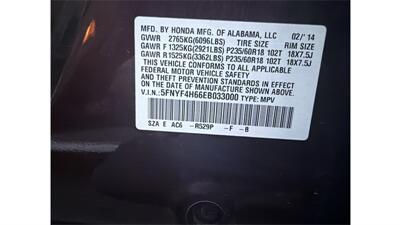 MFD. BY HONDA MFG. OF ALABAMA, LLC 02/'14
GVWR 2765KG(6096LBS) TIRE SIZE RIM SIZE
GAWR F 1325KG(2921LBS) P235/60R18 102T 18X7.5J
GAWR R1525KG(3362LBS) P235/60R18 102T 18X7.5J
THIS VEHICLE CONFORMS TO ALL APPLICABLE FEDERAL MOTOR VEHICLE
SAFETY AND THEFT PREVENTION STANDARDS IN EFFECT ON THE DATE OF
MANUFACTURE SHOWN ABOVE.
V.I.N.:5FNYF4H66EB033000 TYPE: MPV
SZA E AC6 -R529P -F -B